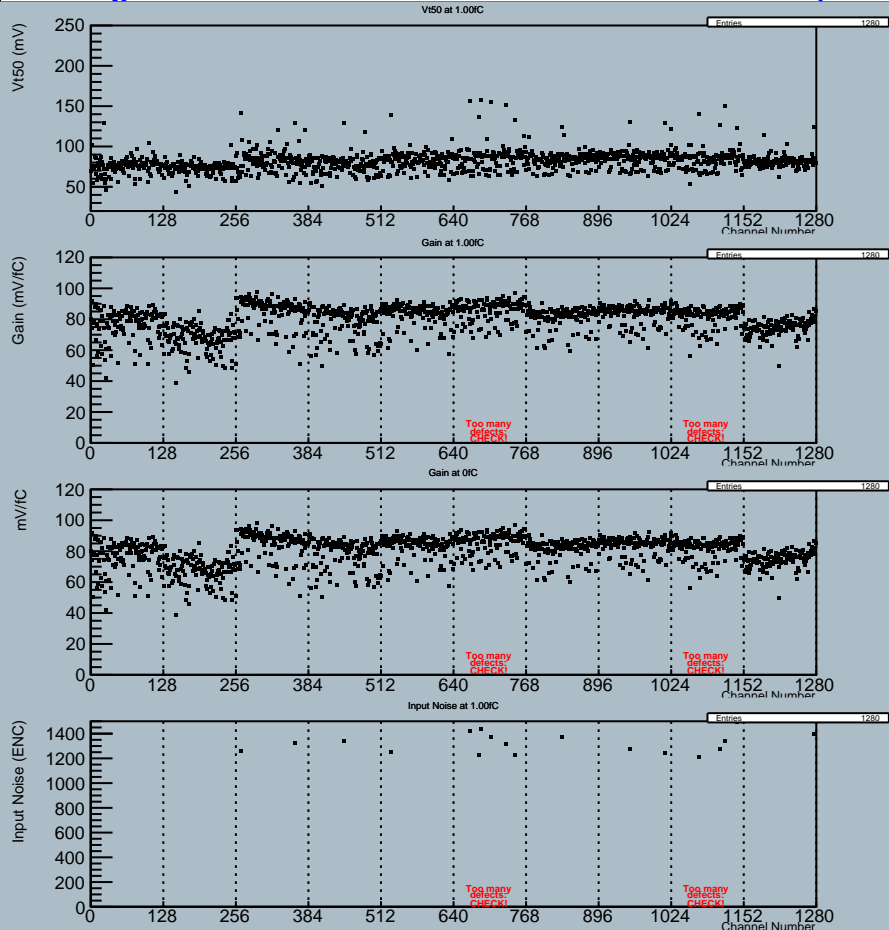 Vt50 at 1.00fC
Entries 1280
Vt50 (mV)
250
200
150
100
50
0 128 256 384 512 640 768 896 1024 1152 1280
Channel Number
Gain at 1.00fC
Entries 1280
Gain (mV/fC)
120
100
80
60
40
20
0
Too many
defects:
CHECK!
Too many
defects:
CHECK!
0 128 256 384 512 640 768 896 1024 1152 1280
Channel Number
Gain at 0fC
Entries 1280
mV/fC
120
100
80
60
40
20
0
Too many
defects:
CHECK!
Too many
defects:
CHECK!
0 128 256 384 512 640 768 896 1024 1152 1280
Channel Number
Input Noise at 1.00fC
Entries 1280
Input Noise (ENC)
1400
1200
1000
800
600
400
200
0
Too many
defects:
CHECK!
Too many
defects:
CHECK!
0 128 256 384 512 640 768 896 1024 1152 1280
Channel Number